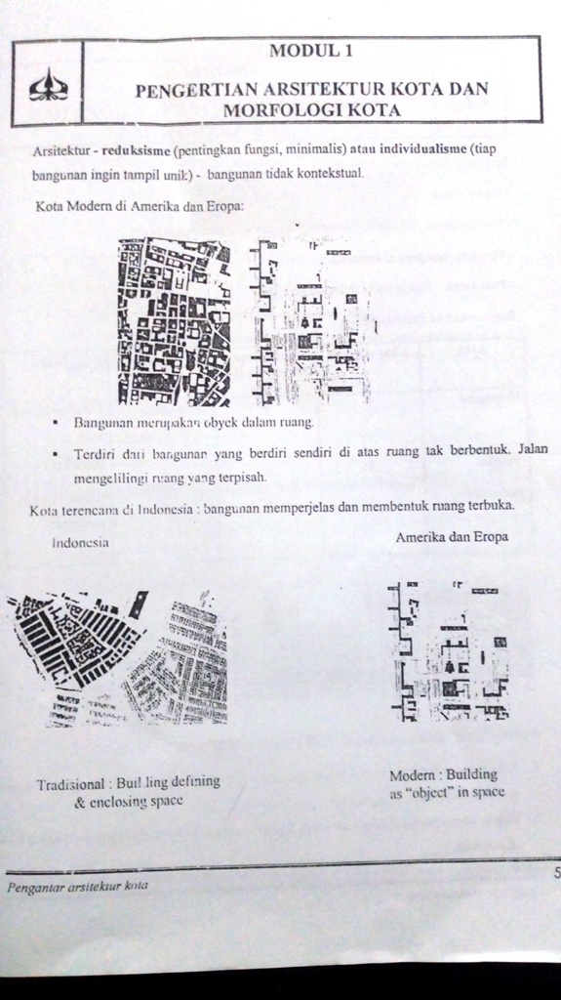 MODUL 1
PENGERTIAN ARSITEKTUR KOTA DAN
MORFOLOGI KOTA
Arsitektur - reduksisme (pentingkan fungsi, minimalis) atau individualisme (tiap
bangunan ingin tampil unik) - bangunan tidak kontekstual.
Kota Modern di Amerika dan Eropa:
▪ Bangunan merupakan obyek dalam ruang.
▪ Terdiri dari bangunan yang berdiri sendiri di atas ruang tak berbentuk. Jalan
mengelilingi ruang yang terpisah.
Kota terencana di Indonesia : bangunan memperjelas dan membentuk ruang terbuka.
Indonesia
Amerika dan Eropa
Tradisional : Building defining
& enclosing space
Modern : Building
as “object” in space
Pengantar arsitektur kota
5